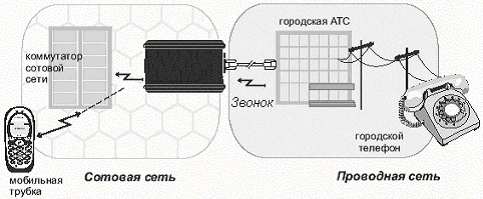 городская АТС
коммутатор
сотовой
сети
Звонок
городской
телефон
мобильная
трубка
Сотовая сеть
Проводная сеть